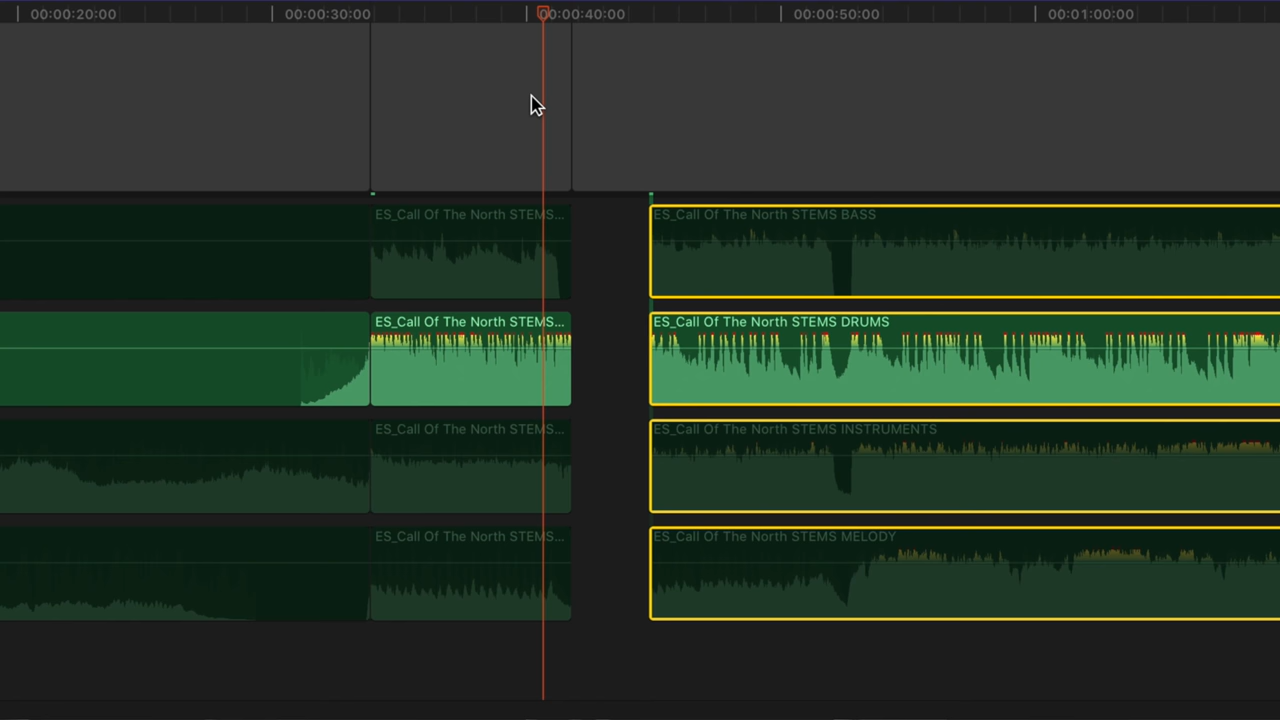 00:00:20:00 00:00:30:00 00:00:40:00 00:00:50:00 00:01:00:00
ES_Call Of The North STEMS... ES_Call Of The North STEMS BASS
ES_Call Of The North STEMS... ES_Call Of The North STEMS DRUMS
ES_Call Of The North STEMS... ES_Call Of The North STEMS INSTRUMENTS
ES_Call Of The North STEMS... ES_Call Of The North STEMS MELODY